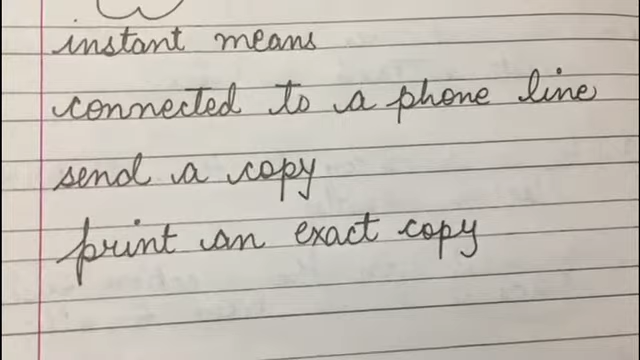 instant means
connected to a phone line
send a copy
print an exact copy